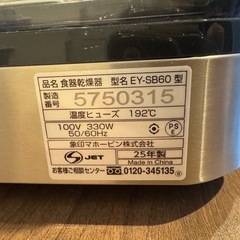 品名 食器乾燥器 型名 EY-SB60 型
製造番号 5750315
温度ヒューズ 192℃
100V 330W
50/60Hz
PSE
象印マホービン株式会社
S JET
25年製
Made in China
お客様ご相談センター 0120-345135